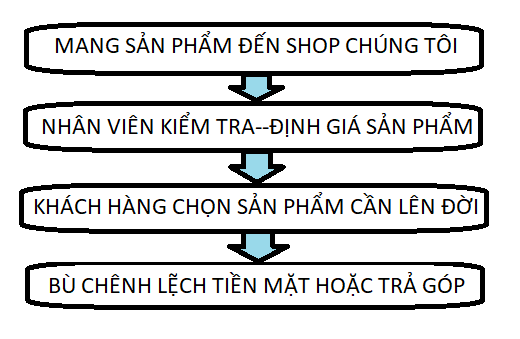 MANG SẢN PHẨM ĐẾN SHOP CHÚNG TÔI
NHÂN VIÊN KIỂM TRA--ĐỊNH GIÁ SẢN PHẨM
KHÁCH HÀNG CHỌN SẢN PHẨM CẦN LÊN ĐỜI
BÙ CHÊNH LỆCH TIỀN MẶT HOẶC TRẢ GÓP